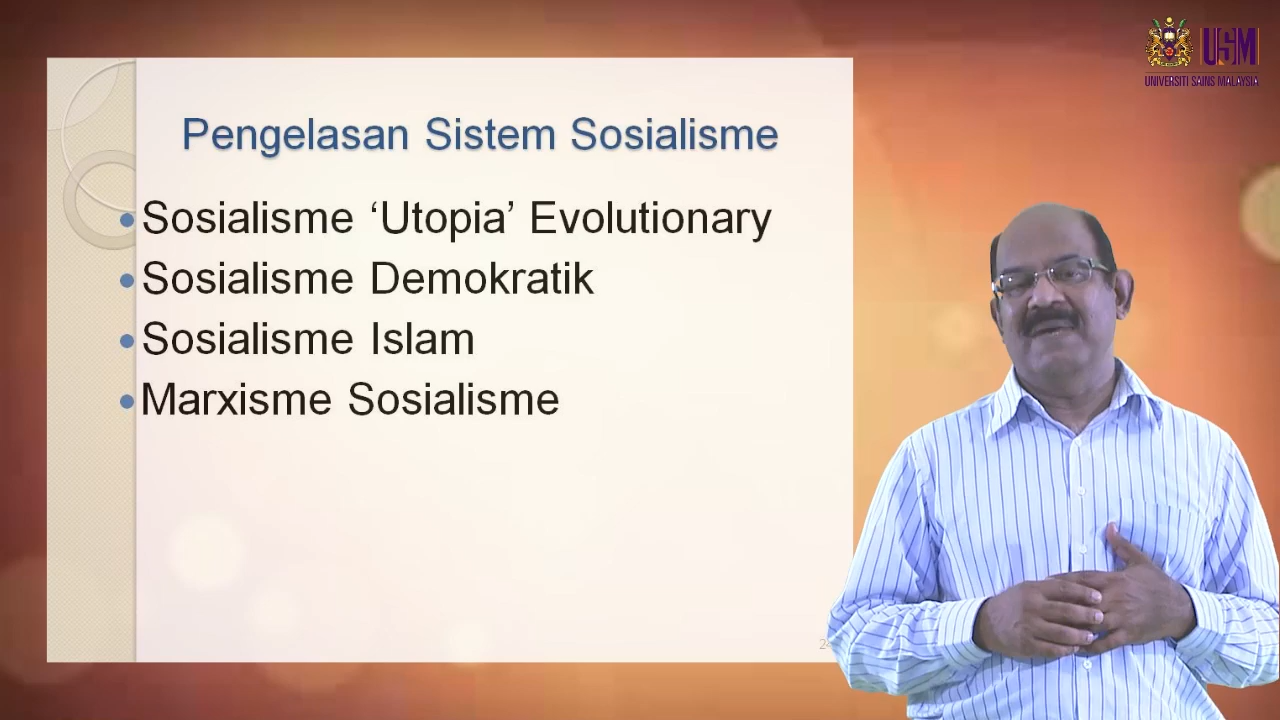 USM
UNIVERSITI SAINS MALAYSIA
Pengelasan Sistem Sosialisme
•Sosialisme ‘Utopia’ Evolutionary
•Sosialisme Demokratik
•Sosialisme Islam
•Marxisme Sosialisme